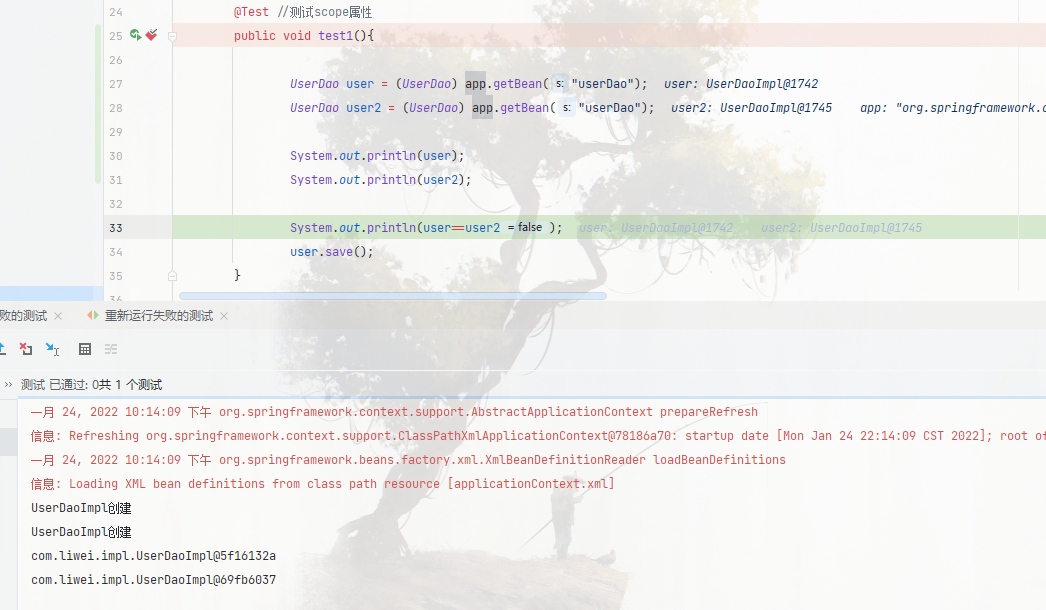 24 @Test //测试scope属性
25 public void test1(){
26
27 UserDao user = (UserDao) app.getBean( s: "userDao"); user: UserDaoImpl@1742
28 UserDao user2 = (UserDao) app.getBean( s: "userDao"); user2: UserDaoImpl@1745 app: "org.springframework.c
29
30 System.out.println(user);
31 System.out.println(user2);
32
33 System.out.println(user==user2 =false ); user: UserDaoImpl@1742 user2: UserDaoImpl@1745
34 user.save();
35 }
36
败的测试 × 重新运行失败的测试 ×
» 测试 已通过: 0共 1 个测试
一月 24, 2022 10:14:09 下午 org.springframework.context.support.AbstractApplicationContext prepareRefresh
信息: Refreshing org.springframework.context.support.ClassPathXmlApplicationContext@78186a70: startup date [Mon Jan 24 22:14:09 CST 2022]; root of
一月 24, 2022 10:14:09 下午 org.springframework.beans.factory.xml.XmlBeanDefinitionReader loadBeanDefinitions
信息: Loading XML bean definitions from class path resource [applicationContext.xml]
UserDaoImpl创建
UserDaoImpl创建
com.liwei.impl.UserDaoImpl@5f16132a
com.liwei.impl.UserDaoImpl@69fb6037